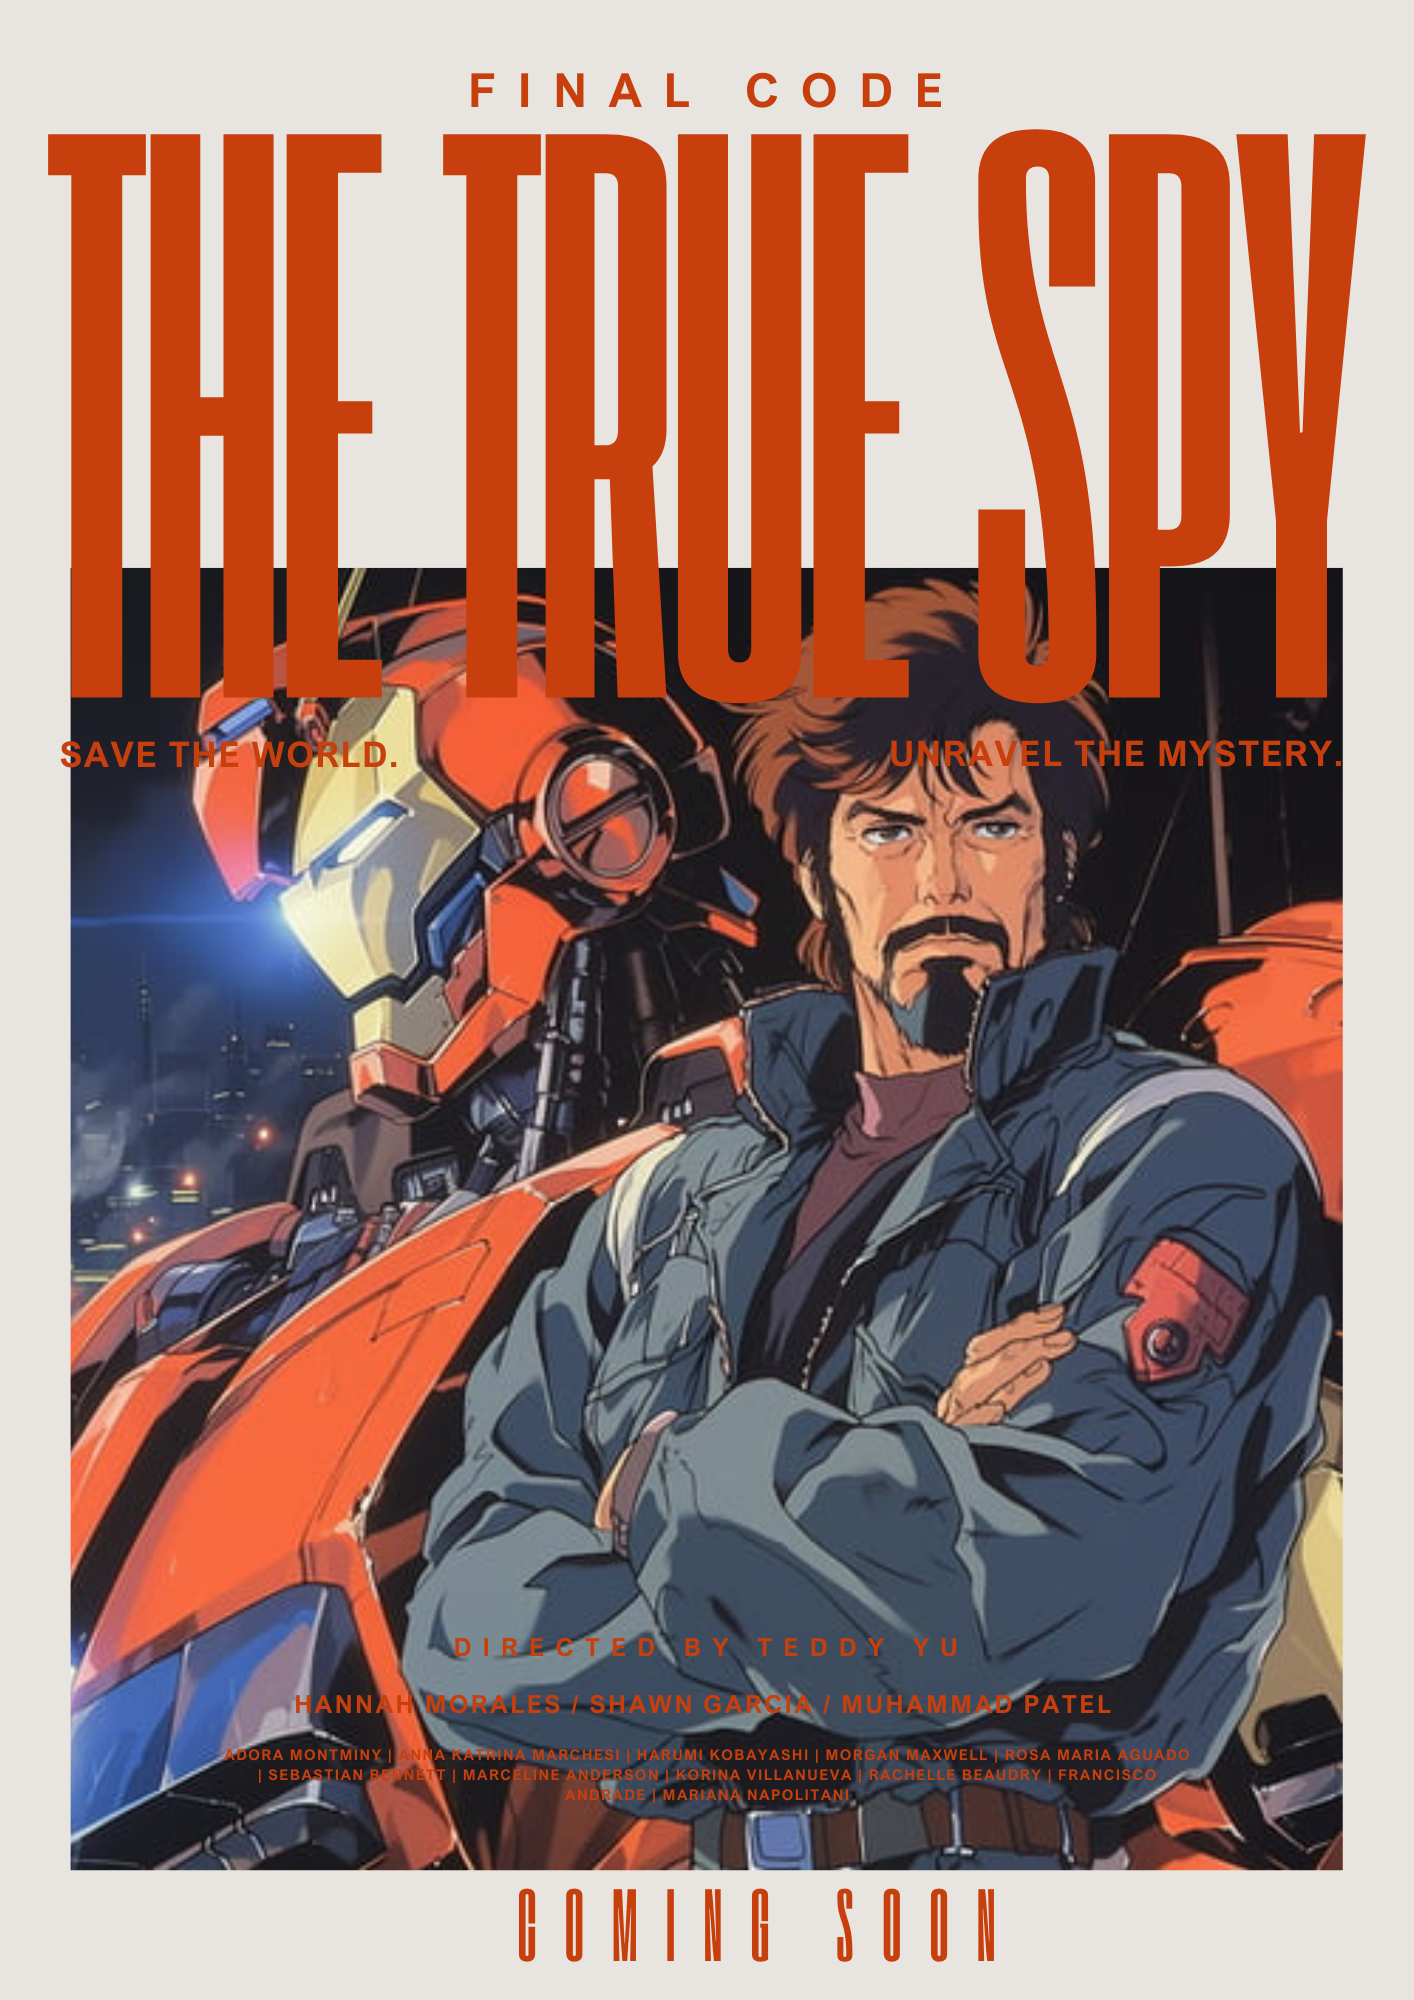 FINAL CODE
THE TRUE SPY
SAVE THE WORLD.
UNRAVEL THE MYSTERY.
DIRECTED BY TEDDY YU
HANNAH MORALES / SHAWN GARCIA / MUHAMMAD PATEL
ADORA MONTMINY | ANNA KATRINA MARCHESI | HARUMI KOBAYASHI | MORGAN MAXWELL | ROSA MARIA AGUADO
| SEBASTIAN BENNETT | MARCELINE ANDERSON | KORINA VILLANUEVA | RACHELLE BEAUDRY | FRANCISCO
ANDRADE | MARIANA NAPOLITANI
COMING SOON